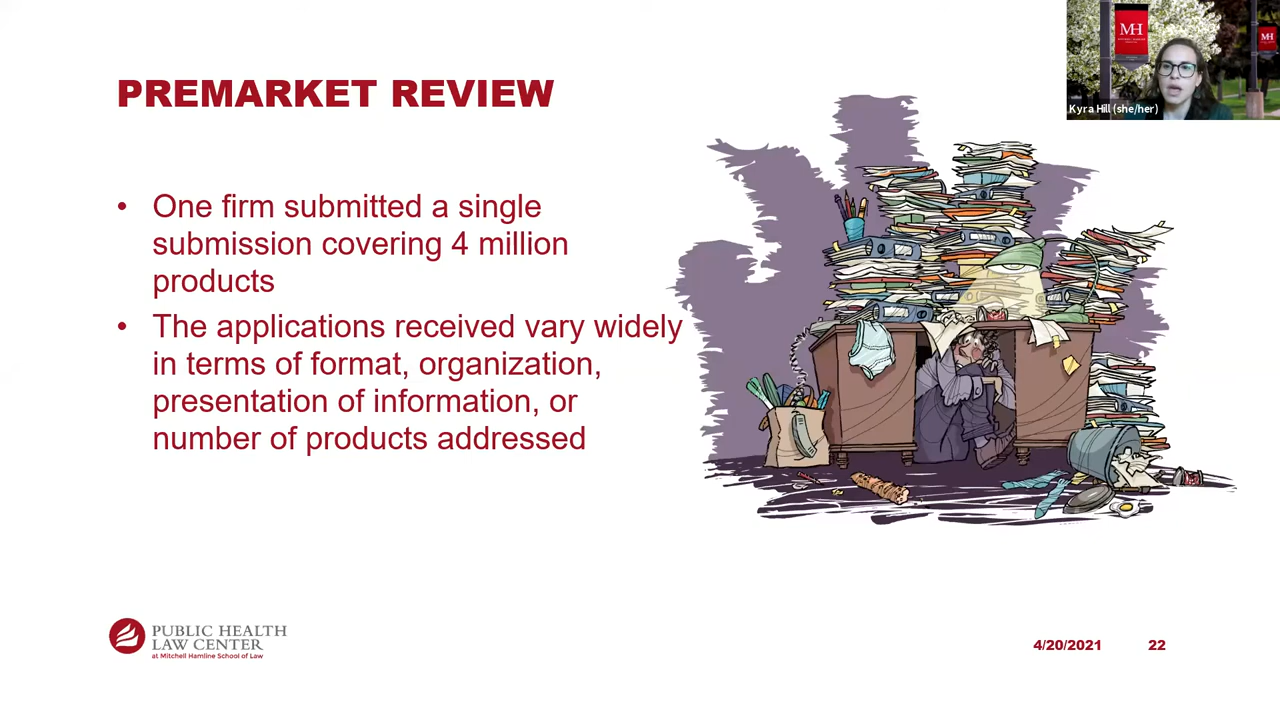 PREMARKET REVIEW
• One firm submitted a single
submission covering 4 million
products
• The applications received vary widely
in terms of format, organization,
presentation of information, or
number of products addressed
MH
MH
Kyra Hill (she/her)
PUBLIC HEALTH
LAW CENTER
at Mitchell Hamline School of Law
4/20/2021
22